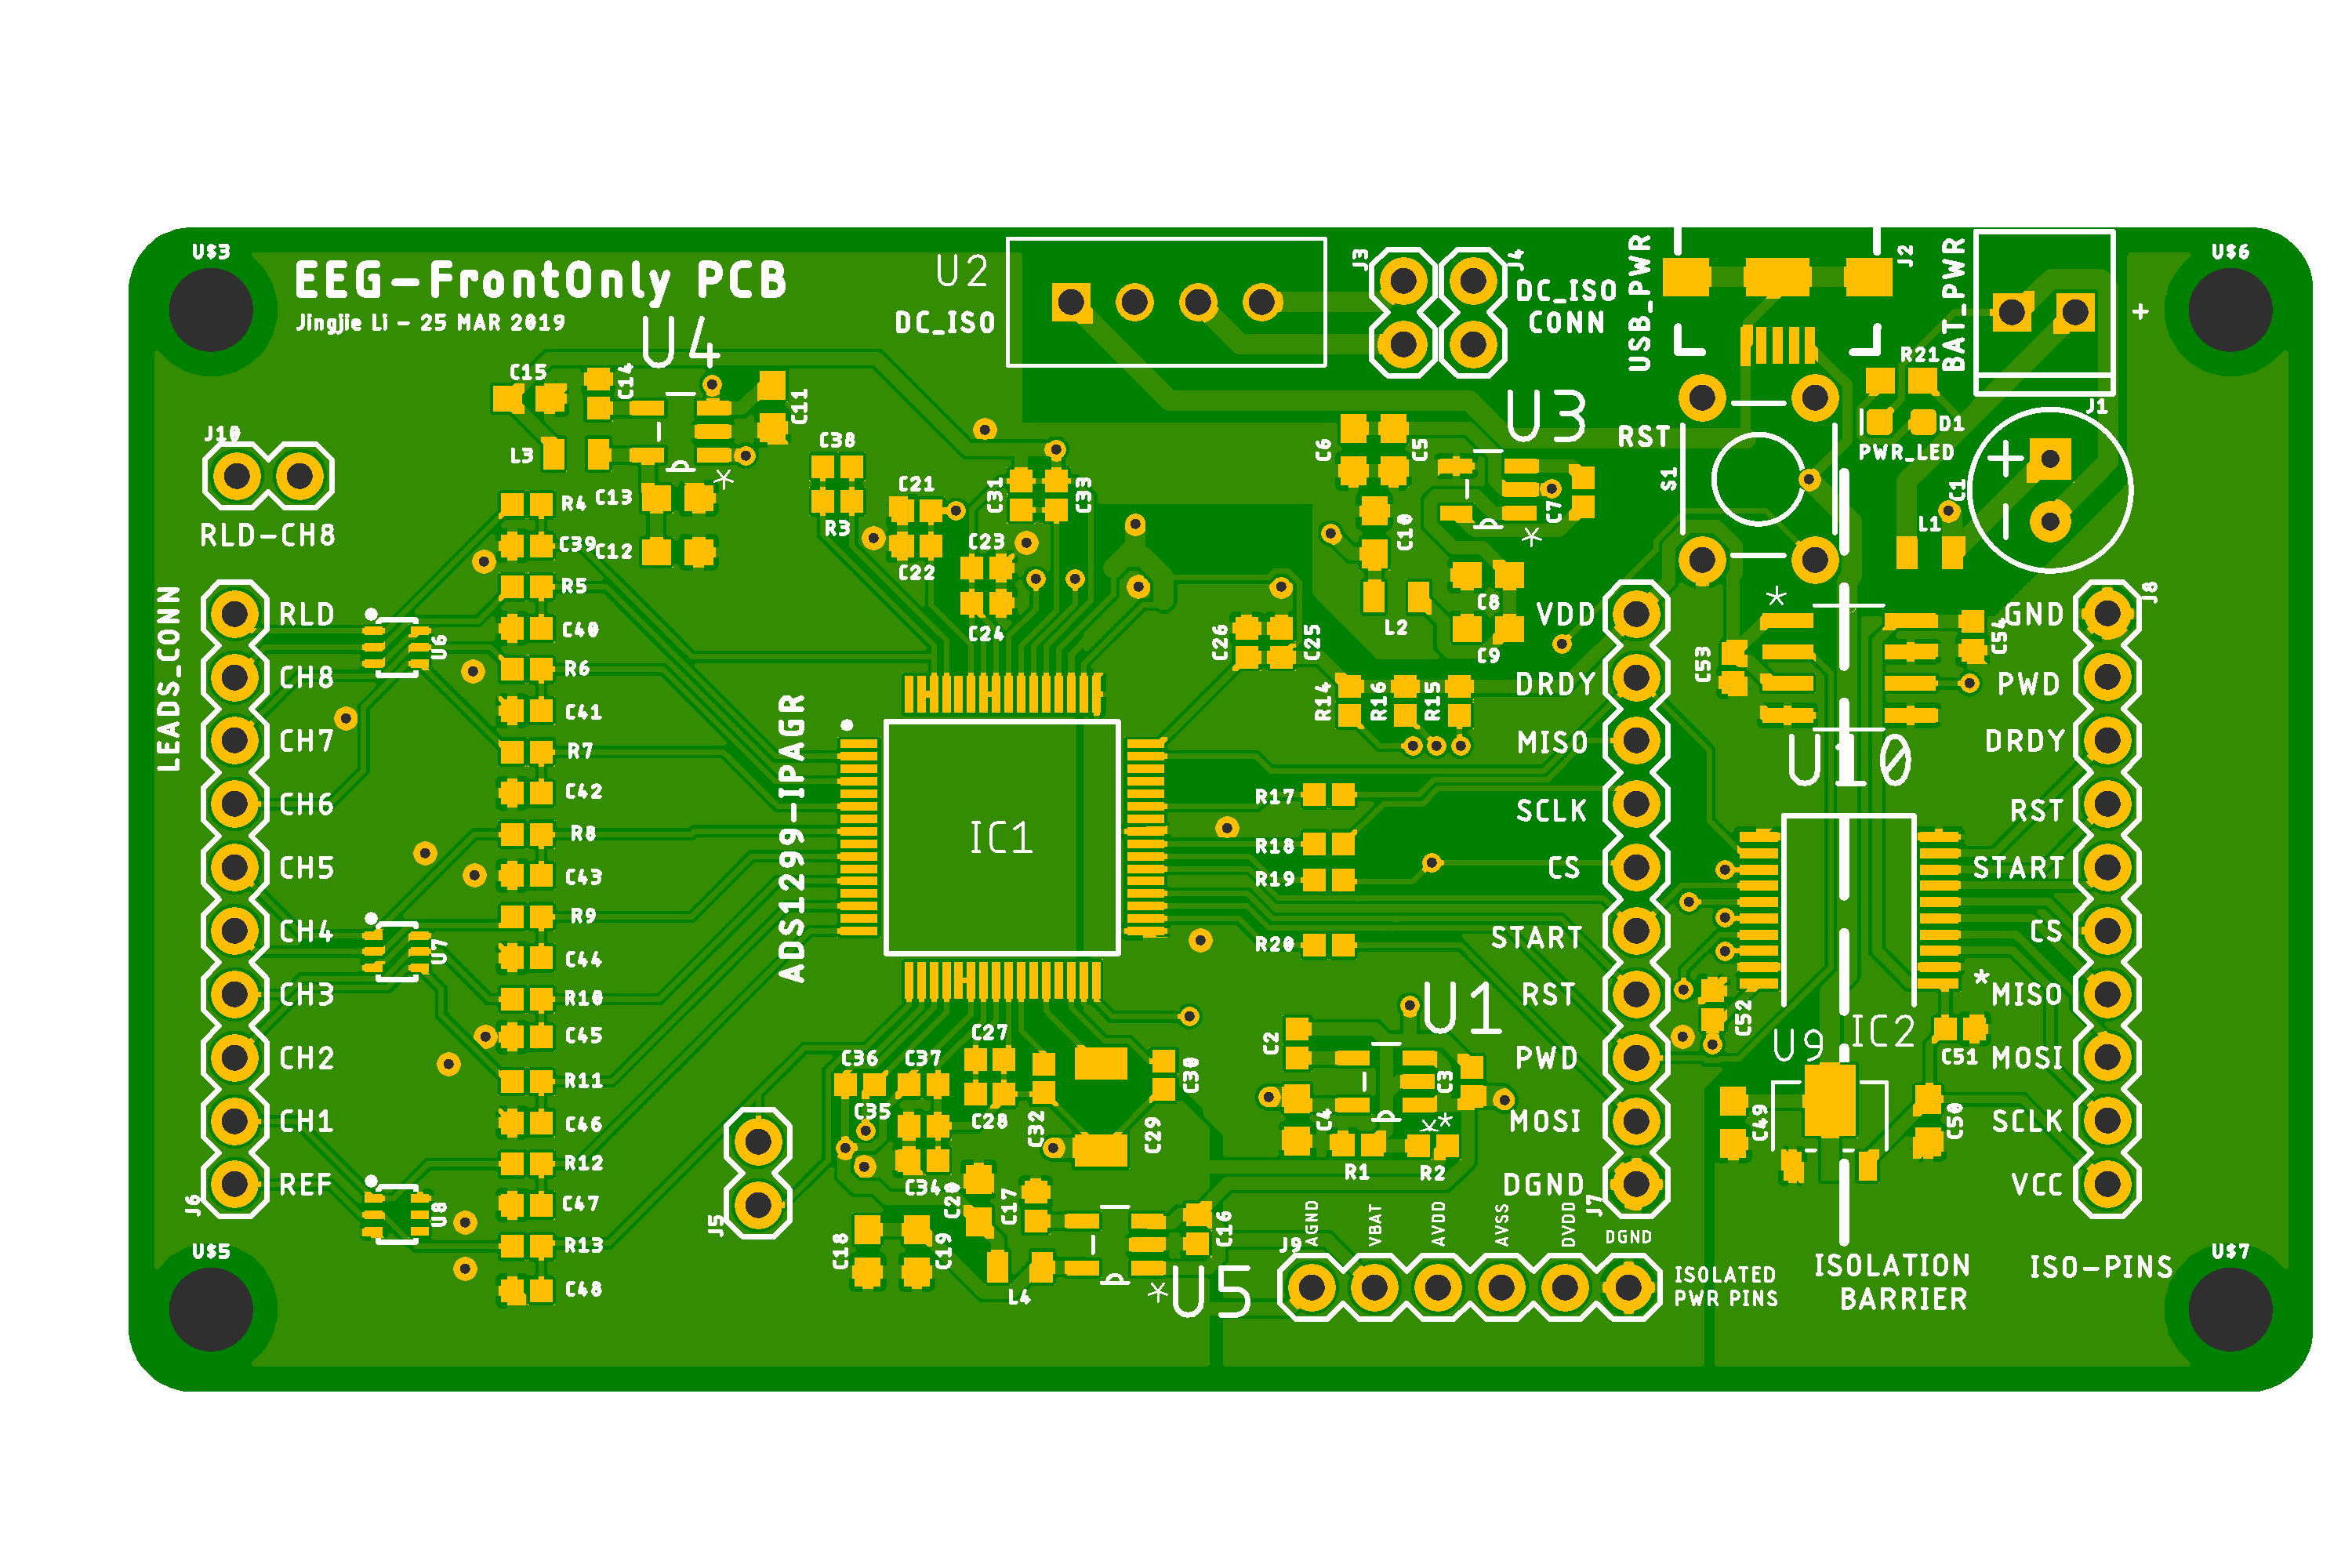 U$3
U$6
EEG-FrontOnly PCB
Jingjie Li - 25 MAR 2019
U2
DC_ISO
J3
J4
DC_ISO
CONN
USB_PWR
J2
BAT_PWR
+
U4
C15
C14
C11
L3
C13
C12
J10
RLD-CH8
C38
R3
C21
C22
C23
C24
C31
C33
C6
C5
U3
C7
C10
L2
C8
C9
RST
S1
R21
D1
PWR_LED
J1
C1
L1
R4
C39
R5
C40
R6
C41
R7
C42
R8
C43
R9
C44
R10
C45
R11
C46
R12
C47
R13
C48
LEADS_CONN
RLD
CH8
CH7
CH6
CH5
CH4
CH3
CH2
CH1
REF
J6
U6
U7
U8
ADS1299-IPAGR
IC1
C26
C25
R14
R16
R15
R17
R18
R19
R20
VDD
DRDY
MISO
SCLK
CS
START
RST
PWD
MOSI
DGND
J7
C53
C54
U10
J8
GND
PWD
DRDY
RST
START
CS
*MISO
MOSI
SCLK
VCC
C52
IC2
U9
C51
C49
C50
U1
C2
C3
C4
R1
R2
C36
C37
C35
C34
C27
C28
C32
C29
C30
J5
C20
C17
C18
C19
C16
L4
U5
J9
AGND
VBAT
AVDD
AVSS
DVDD
DGND
ISOLATED
PWR PINS
ISOLATION
BARRIER
ISO-PINS
U$5
U$7